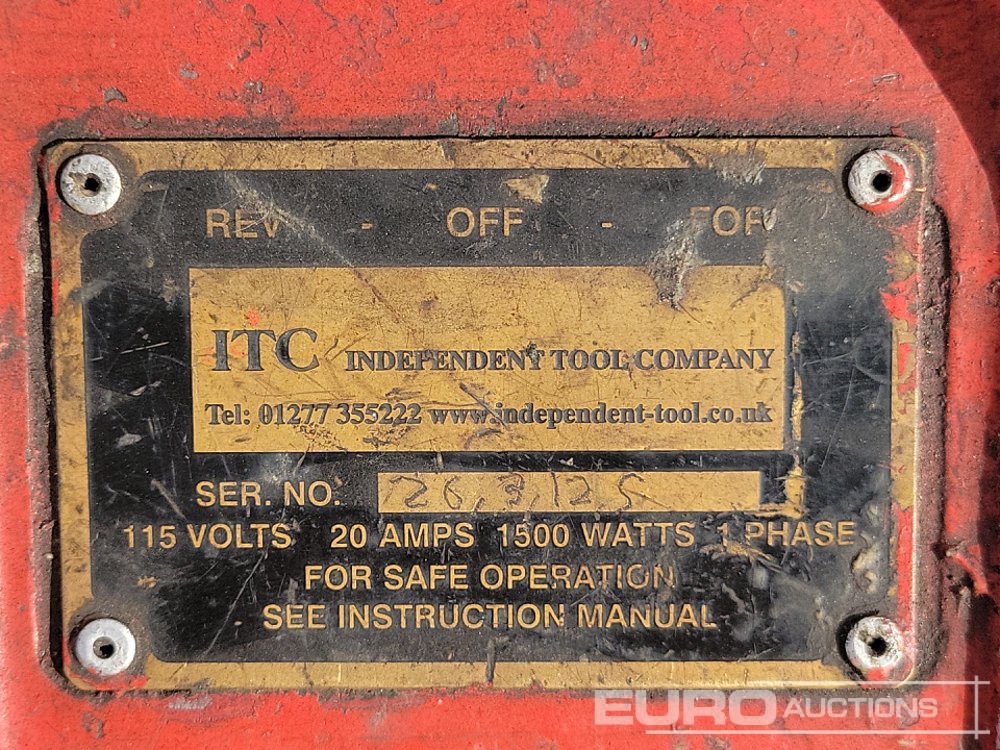 REV - OFF - FOR
ITC INDEPENDENT TOOL COMPANY
Tel: 01277 355222 www.independent-tool.co.uk
SER. NO.
115 VOLTS 20 AMPS 1500 WATTS 1 PHASE
FOR SAFE OPERATION
SEE INSTRUCTION MANUAL
EURO AUCTIONS